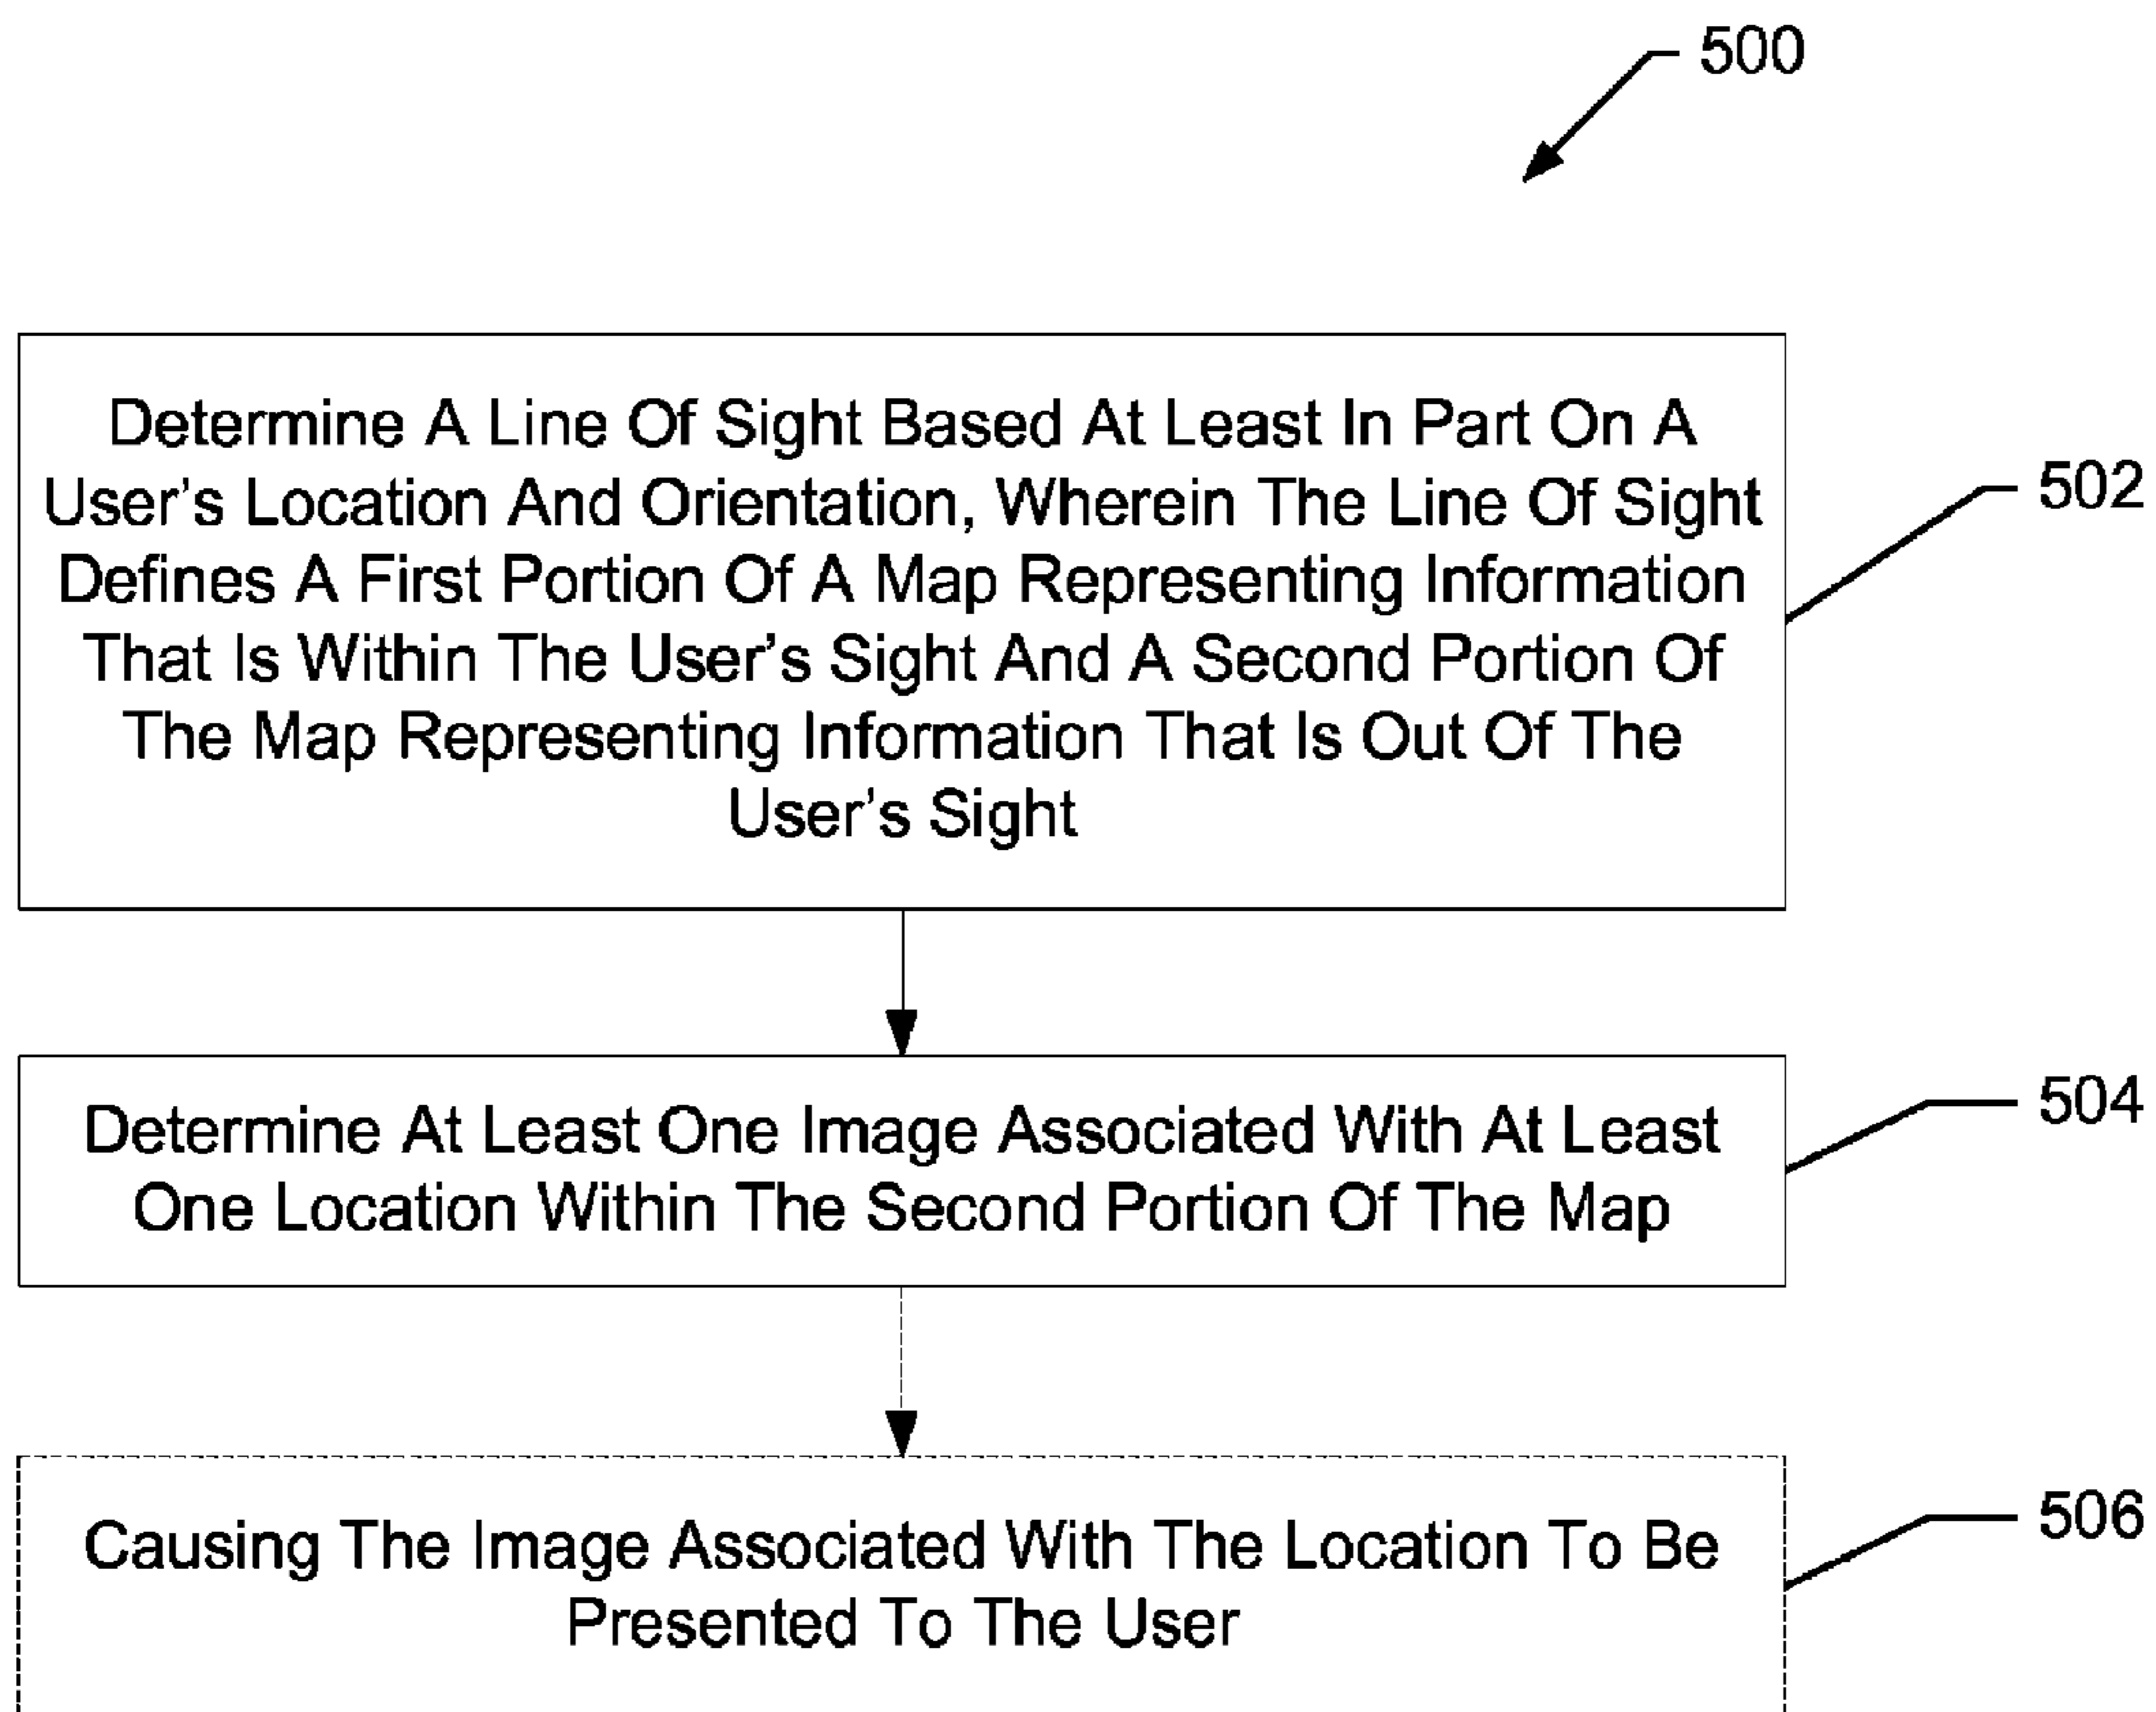 500
Determine A Line Of Sight Based At Least In Part On A
User's Location And Orientation, Wherein The Line Of Sight
Defines A First Portion Of A Map Representing Information
That Is Within The User's Sight And A Second Portion Of
The Map Representing Information That Is Out Of The
User's Sight
502
Determine At Least One Image Associated With At Least
One Location Within The Second Portion Of The Map
504
Causing The Image Associated With The Location To Be
Presented To The User
506